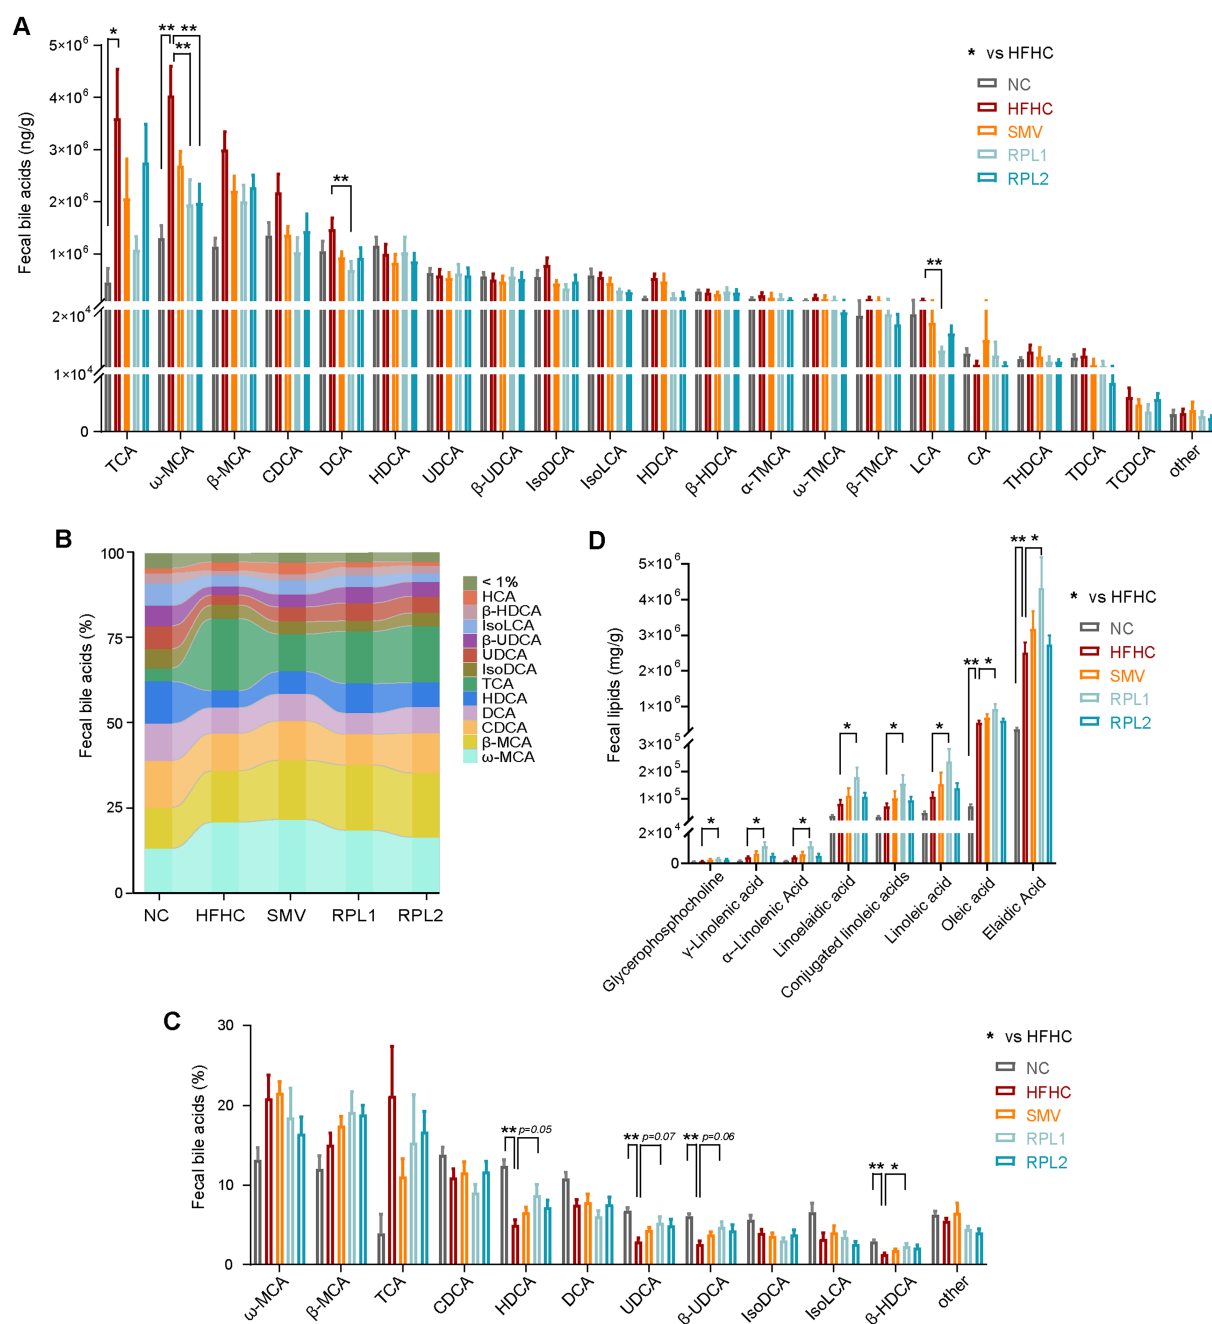 A
* vs HFHC
NC
HFHC
SMV
RPL1
RPL2
Fecal bile acids (ng/g)
5×10⁶
4×10⁶
3×10⁶
2×10⁶
1×10⁶
2×10⁴
1×10⁴
0
* ** ** ** ** **
TCA ω-MCA β-MCA CDCA DCA HDCA UDCA β-UDCA IsoDCA IsoLCA HDCA β-HDCA α-TMCA ω-TMCA β-TMCA LCA CA THDCA TDCA TCDCA other
B
Fecal bile acids (%)
100
75
50
25
0
NC HFHC SMV RPL1 RPL2
< 1%
HCA
β-HDCA
IsoLCA
β-UDCA
UDCA
IsoDCA
TCA
HDCA
DCA
CDCA
β-MCA
ω-MCA
D
* vs HFHC
NC
HFHC
SMV
RPL1
RPL2
Fecal lipids (mg/g)
5×10⁶
4×10⁶
3×10⁶
2×10⁶
1×10⁶
3×10⁵
2×10⁵
1×10⁵
2×10⁴
0
* * * * * * ** * ** *
Glycerophosphocholine
γ-Linolenic acid
α--Linolenic Acid
Linoelaidic acid
Conjugated linoleic acids
Linoleic acid
Oleic acid
Elaidic Acid
C
* vs HFHC
NC
HFHC
SMV
RPL1
RPL2
Fecal bile acids (%)
30
20
10
0
** p=0.05 ** p=0.07 ** p=0.06 ** *
ω-MCA β-MCA TCA CDCA HDCA DCA UDCA β-UDCA IsoDCA IsoLCA β-HDCA other